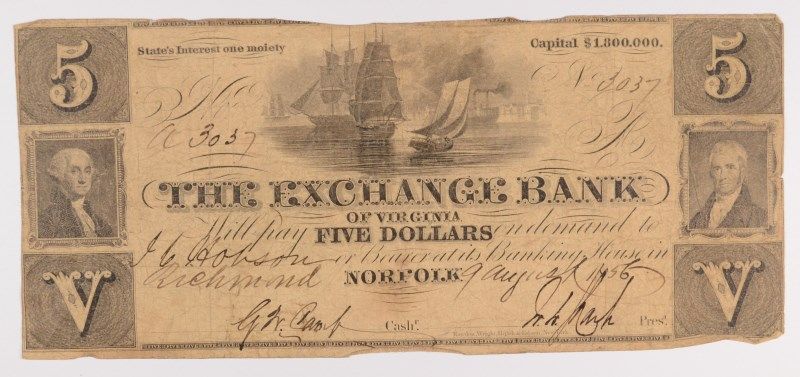 5 5
State's Interest one moiety Capital $1,800,000.
No 3037
A 3037 A
THE EXCHANGE BANK
OF VIRGINIA
Will pay FIVE DOLLARS on demand to
J C Hobson or bearer at its Banking House in
Richmond NORFOLK 9 August 1856
V V
Cash.r Pres.t